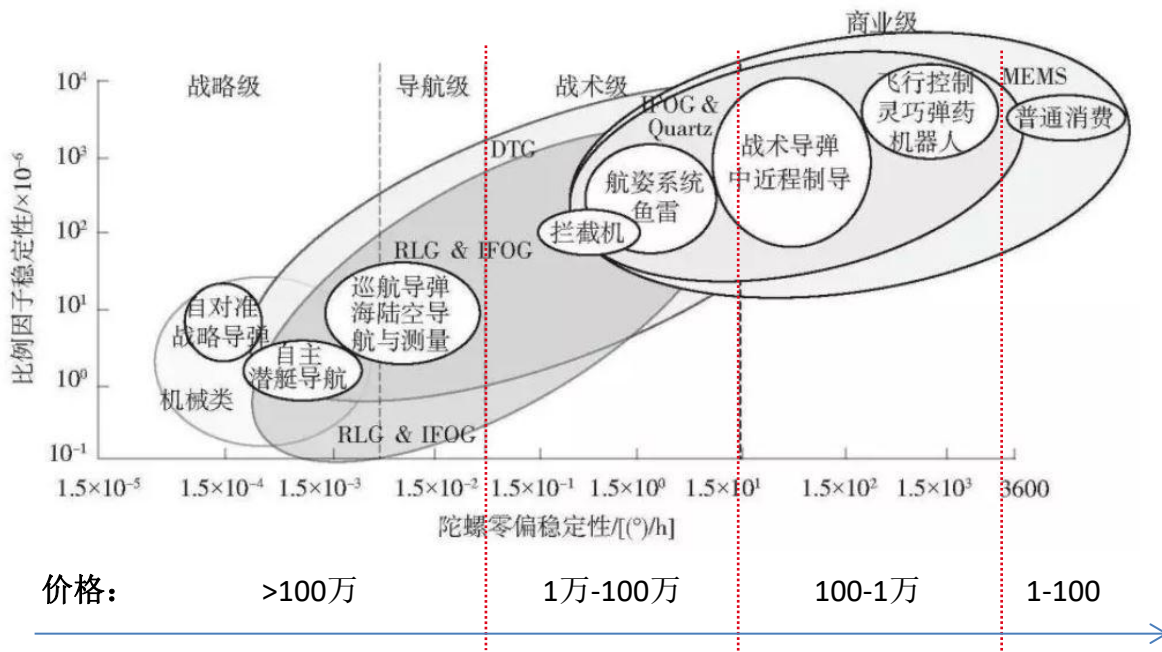 商业级
战略级
导航级
战术级
MEMS
10⁴
10³
10²
10¹
10⁰
10⁻¹
比例因子稳定性/×10⁻⁶
IFOG &
Quartz
DTG
飞行控制
灵巧弹药
机器人
普通消费
战术导弹
中近程制导
航姿系统
鱼雷
拦截机
RLG & IFOG
巡航导弹
海陆空导
航与测量
自对准
战略导弹
自主
潜艇导航
机械类
RLG & IFOG
1.5×10⁻⁵
1.5×10⁻⁴
1.5×10⁻³
1.5×10⁻²
1.5×10⁻¹
1.5×10⁰
1.5×10¹
1.5×10²
1.5×10³
3600
陀螺零偏稳定性/[(°)/h]
价格：
>100万
1万-100万
100-1万
1-100